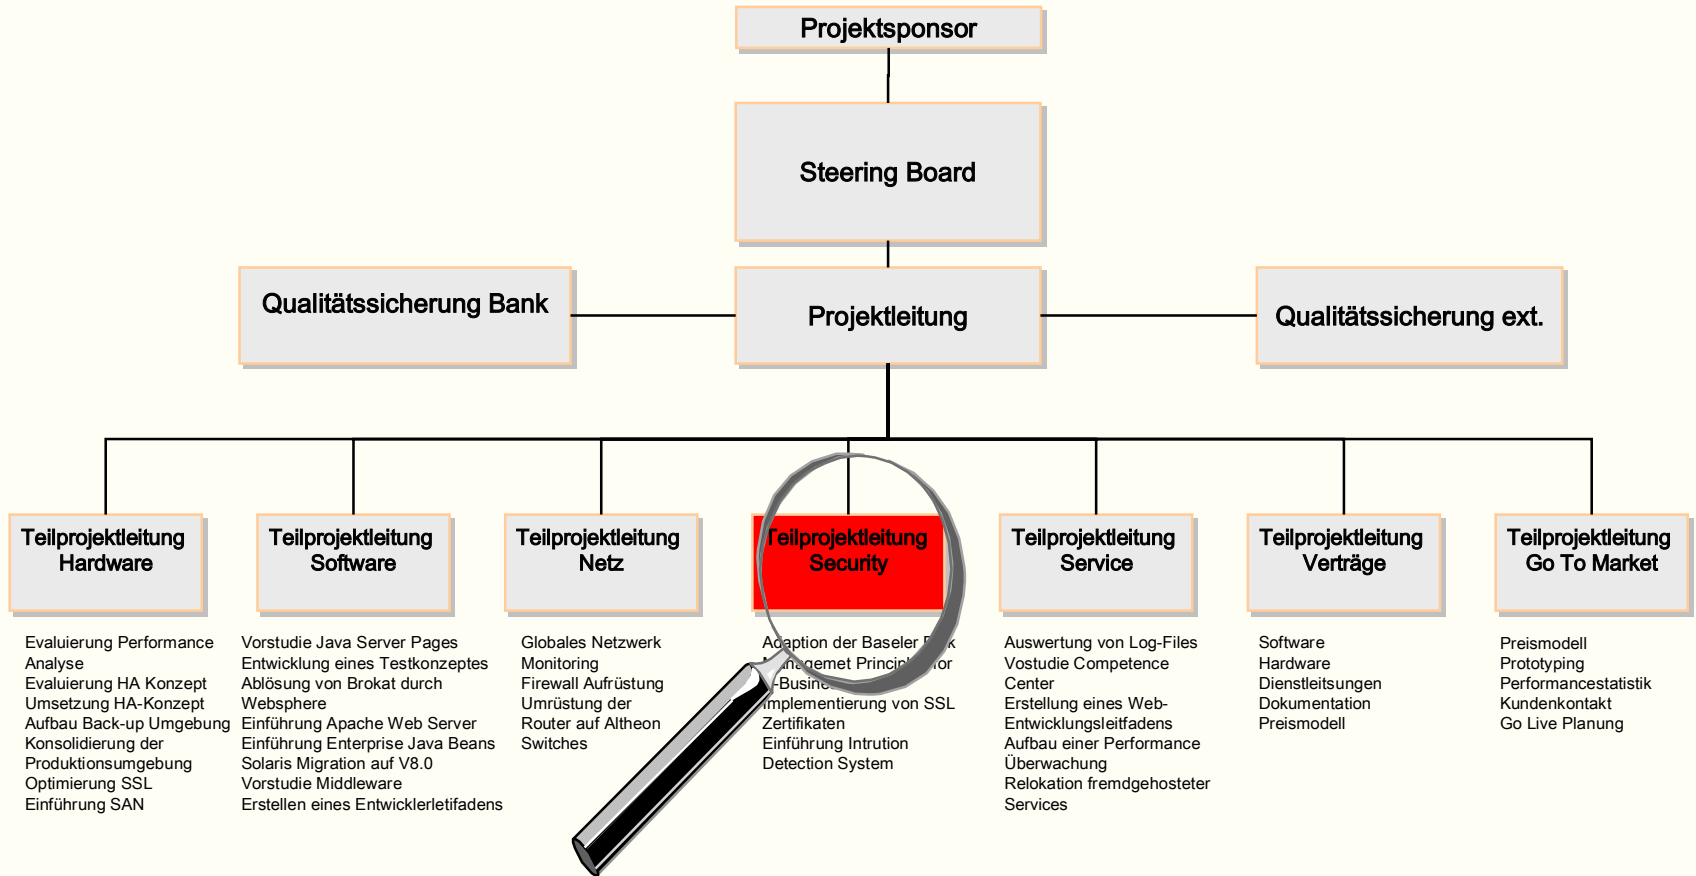 Projektsponsor
Steering Board
Qualitätssicherung Bank
Projektleitung
Qualitätssicherung ext.
Teilprojektleitung
Hardware
Evaluierung Performance
Analyse
Evaluierung HA Konzept
Umsetzung HA-Konzept
Aufbau Back-up Umgebung
Konsolidierung der
Produktionsumgebung
Optimierung SSL
Einführung SAN
Teilprojektleitung
Software
Vorstudie Java Server Pages
Entwicklung eines Testkonzeptes
Ablösung von Brokat durch
Websphere
Einführung Apache Web Server
Einführung Enterprise Java Beans
Solaris Migration auf V8.0
Vorstudie Middleware
Erstellen eines Entwicklerletifadens
Teilprojektleitung
Netz
Globales Netzwerk
Monitoring
Firewall Aufrüstung
Umrüstung der
Router auf Altheon
Switches
Teilprojektleitung
Security
Adaption der Baseler
for
Implementierung von SSL
Zertifikaten
Einführung Intrution
Detection System
Teilprojektleitung
Service
Auswertung von Log-Files
Vostudie Competence
Center
Erstellung eines Web-
Entwicklungsleitfadens
Aufbau einer Performance
Überwachung
Relokation fremdgehosteter
Services
Teilprojektleitung
Verträge
Software
Hardware
Dienstleitsungen
Dokumentation
Preismodell
Teilprojektleitung
Go To Market
Preismodell
Prototyping
Performancestatistik
Kundenkontakt
Go Live Planung